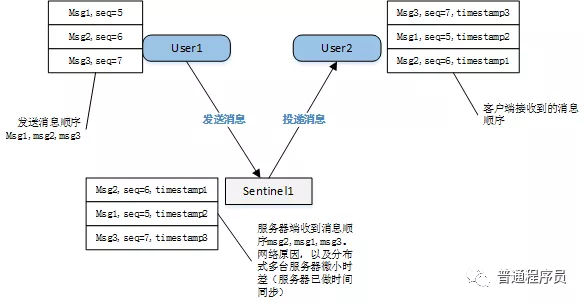 Msg1,seq=5
Msg2,seq=6
Msg3,seq=7
User1
User2
Msg3,seq=7,timestamp3
Msg1,seq=5,timestamp2
Msg2,seq=6,timestamp1
发送消息顺序
Msg1,msg2,msg3
发送消息
投递消息
客户端接收到的消息
顺序
Sentinel1
Msg2,seq=6,timestamp1
Msg1,seq=5,timestamp2
Msg3,seq=7,timestamp3
服务器端收到消息顺
序msg2,msg1,msg3。
网络原因，以及分布
式多台服务器微小时
差（服务器已做时间
同步）
普通程序员